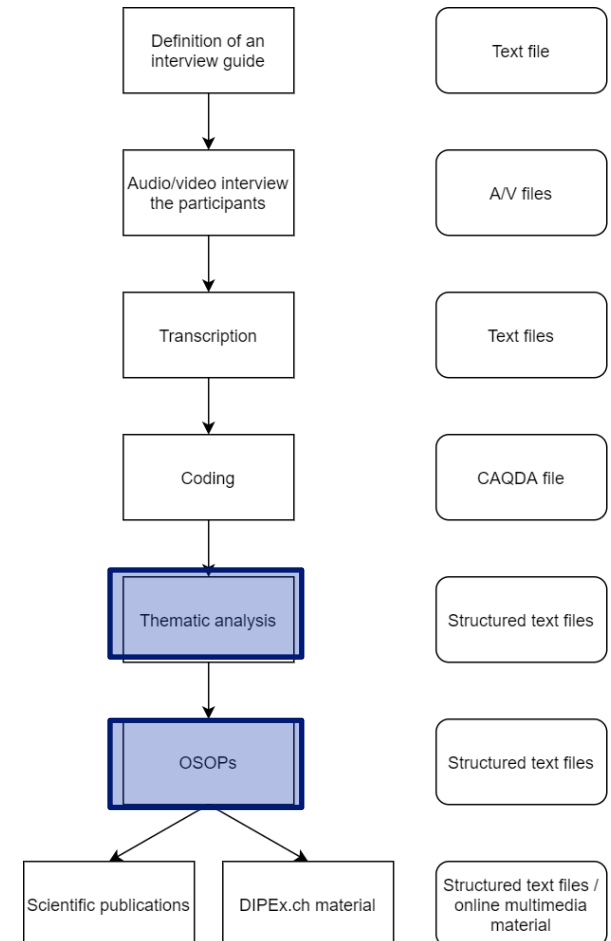 Definition of an
interview guide
Text file
Audio/video interview
the participants
A/V files
Transcription
Text files
Coding
CAQDA file
Thematic analysis
Structured text files
OSOPs
Structured text files
Scientific publications
DIPEx.ch material
Structured text files /
online multimedia
material